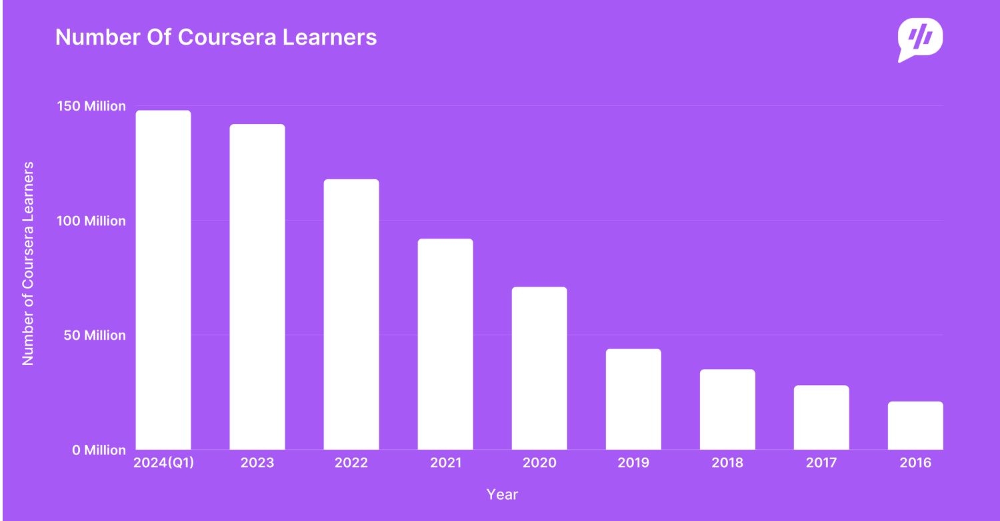 Number Of Coursera Learners
Number of Coursera Learners
150 Million
100 Million
50 Million
0 Million
2024(Q1) 2023 2022 2021 2020 2019 2018 2017 2016
Year